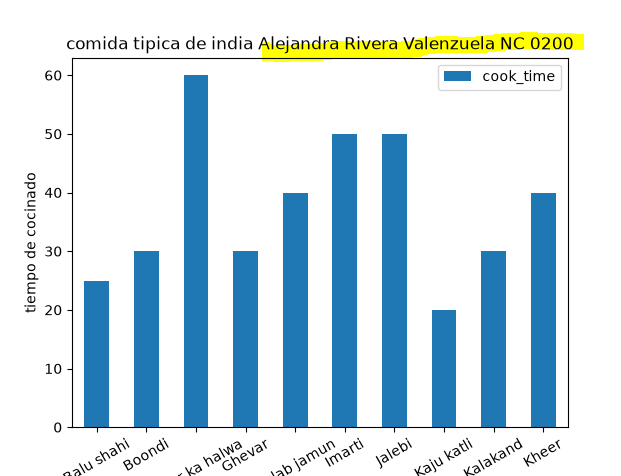 comida tipica de india Alejandra Rivera Valenzuela NC 0200
cook_time
tiempo de cocinado
60
50
40
30
20
10
0
Balu shahi
Boondi
ka halwa
Ghevar
jamun
Imarti
Jalebi
Kaju katli
Kalakand
Kheer